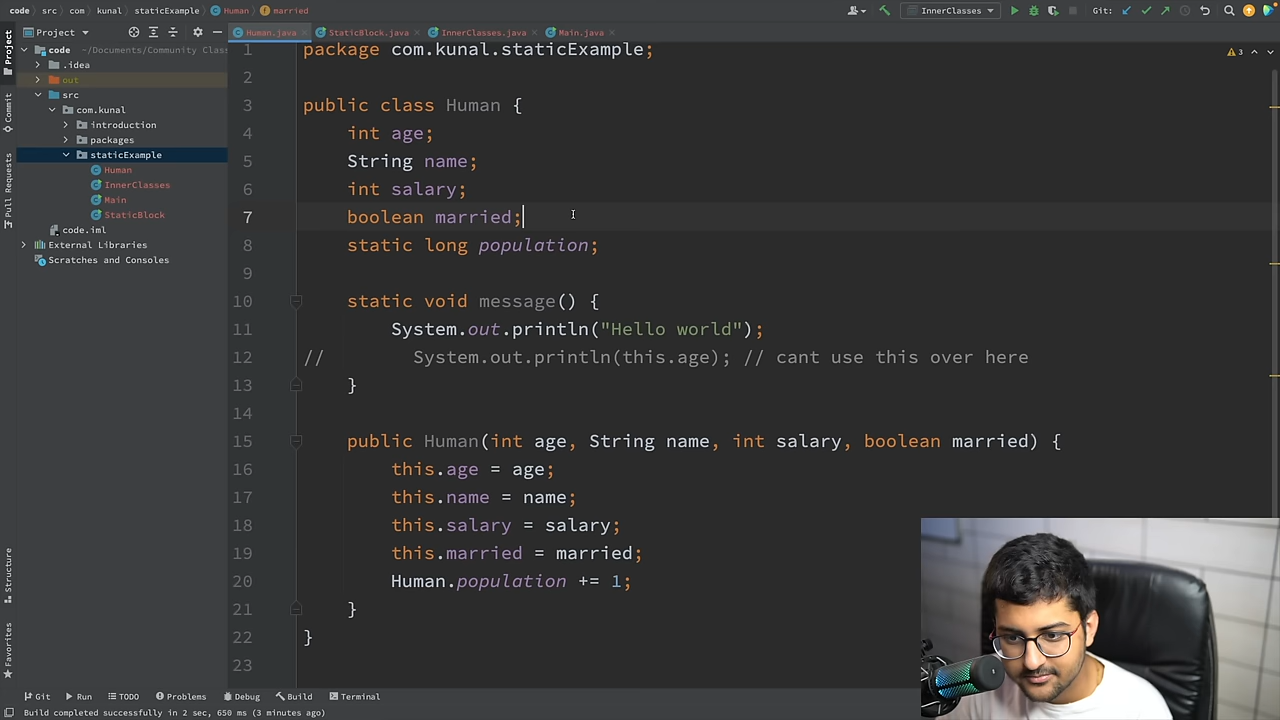 code src com kunal staticExample Human married
InnerClasses Git:
Project
Human.java StaticBlock.java InnerClasses.java Main.java
code ~/Documents/Community Class
.idea
out
src
com.kunal
introduction
packages
staticExample
Human
InnerClasses
Main
StaticBlock
code.iml
External Libraries
Scratches and Consoles
Project
Commit
Pull Requests
Structure
Favorites
3
1 package com.kunal.staticExample;
2
3 public class Human {
4 int age;
5 String name;
6 int salary;
7 boolean married;
8 static long population;
9
10 static void message() {
11 System.out.println("Hello world");
12 // System.out.println(this.age); // cant use this over here
13 }
14
15 public Human(int age, String name, int salary, boolean married) {
16 this.age = age;
17 this.name = name;
18 this.salary = salary;
19 this.married = married;
20 Human.population += 1;
21 }
22 }
23
Git Run TODO Problems Debug Build Terminal
Build completed successfully in 2 sec, 650 ms (3 minutes ago)